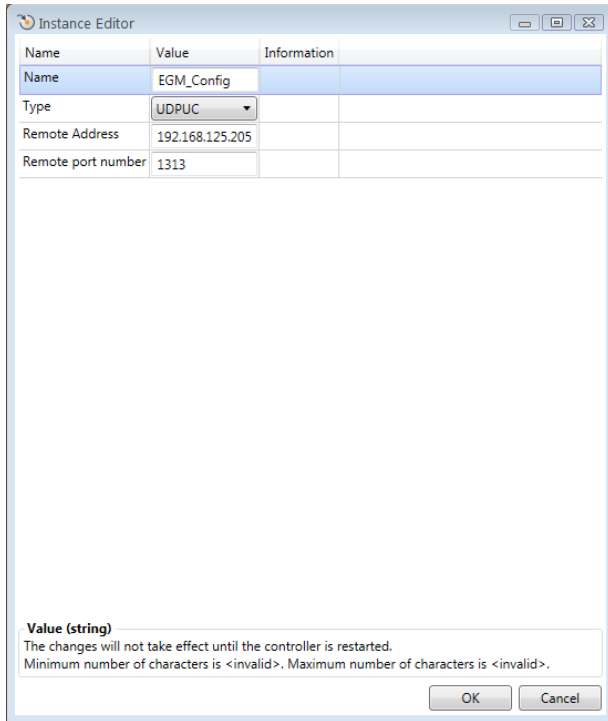 Instance Editor
Name Value Information
Name EGM_Config
Type UDPUC
Remote Address 192.168.125.205
Remote port number 1313
Value (string)
The changes will not take effect until the controller is restarted.
Minimum number of characters is <invalid>. Maximum number of characters is <invalid>.
OK Cancel